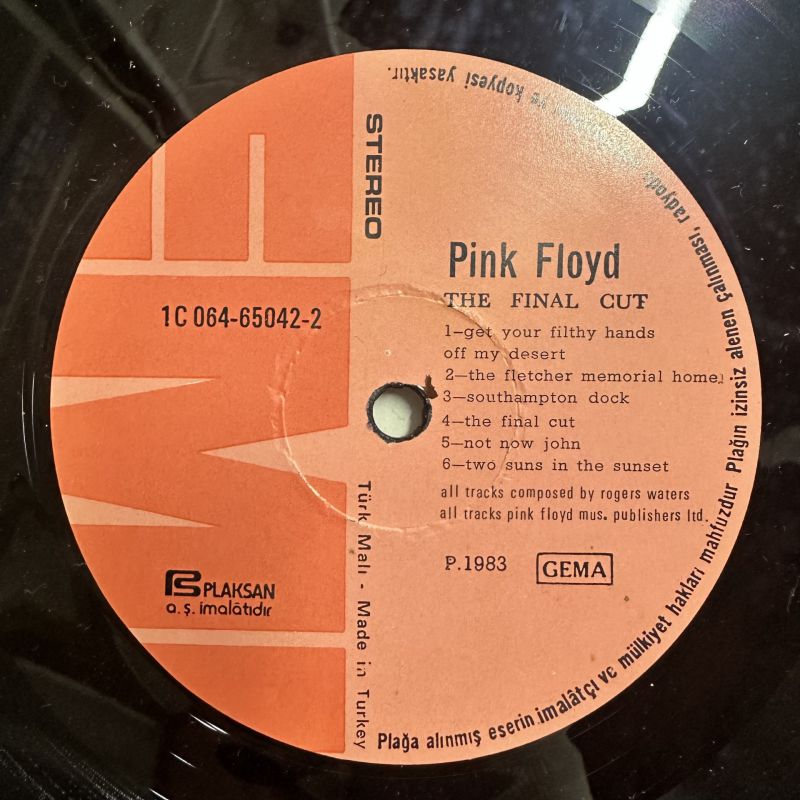 STEREO
Pink Floyd
THE FINAL CUT
1C 064-65042-2
1—get your filthy hands
off my desert
2—the fletcher memorial home
3—southampton dock
4—the final cut
5—not now john
6—two suns in the sunset
all tracks composed by rogers waters
all tracks pink floyd mus. publishers ltd.
P.1983 GEMA
PLAKSAN
a.ş. imalâtıdır
Türk Malı - Made in Turkey
Plağa alınmış eserin imalâtçı ve mülkiyet hakları mahfuzdur Plağın izinsiz alenen çalınması, radyoda ve kopyesi yasaktır.
EMI